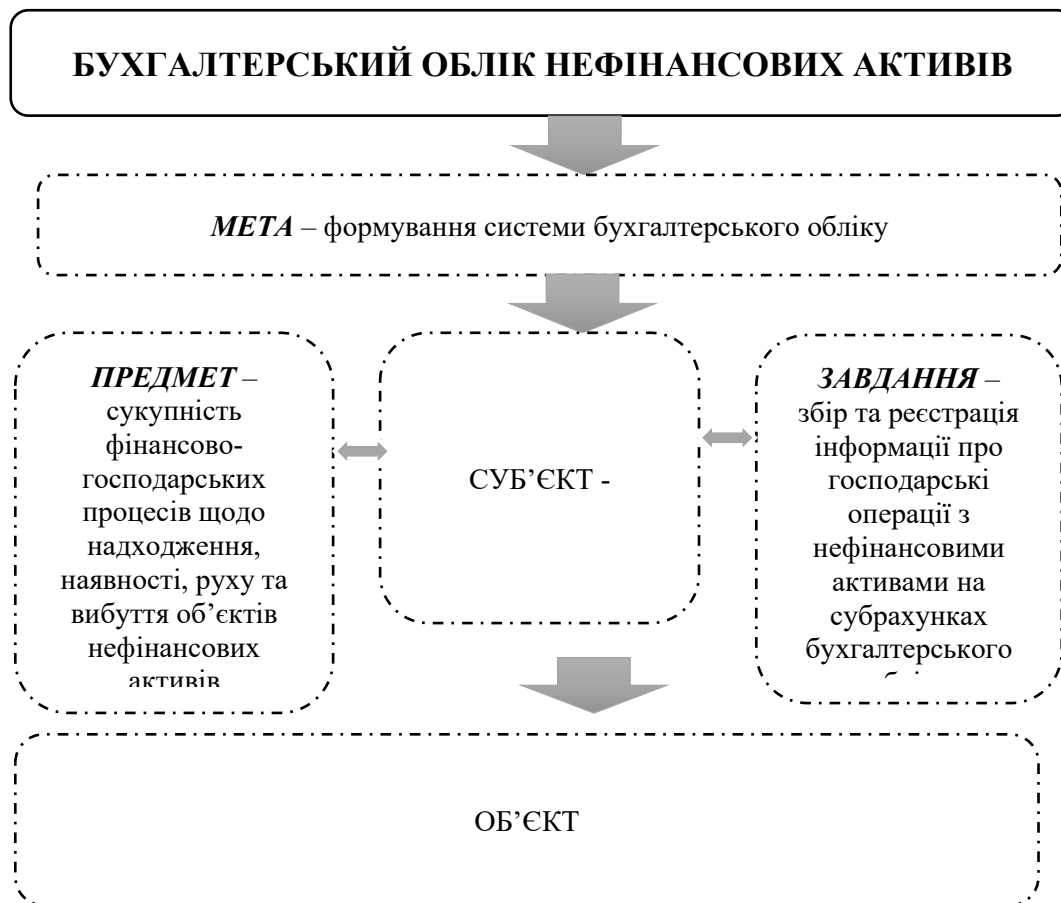 БУХГАЛТЕРСЬКИЙ ОБЛІК НЕФІНАНСОВИХ АКТИВІВ
МЕТА – формування системи бухгалтерського обліку
ПРЕДМЕТ –
сукупність
фінансово-
господарських
процесів щодо
надходження,
наявності, руху та
вибуття об’єктів
нефінансових
активів
СУБ’ЄКТ -
ЗАВДАННЯ –
збір та реєстрація
інформації про
господарські
операції з
нефінансовими
активами на
субрахунках
бухгалтерського
ОБ’ЄКТ